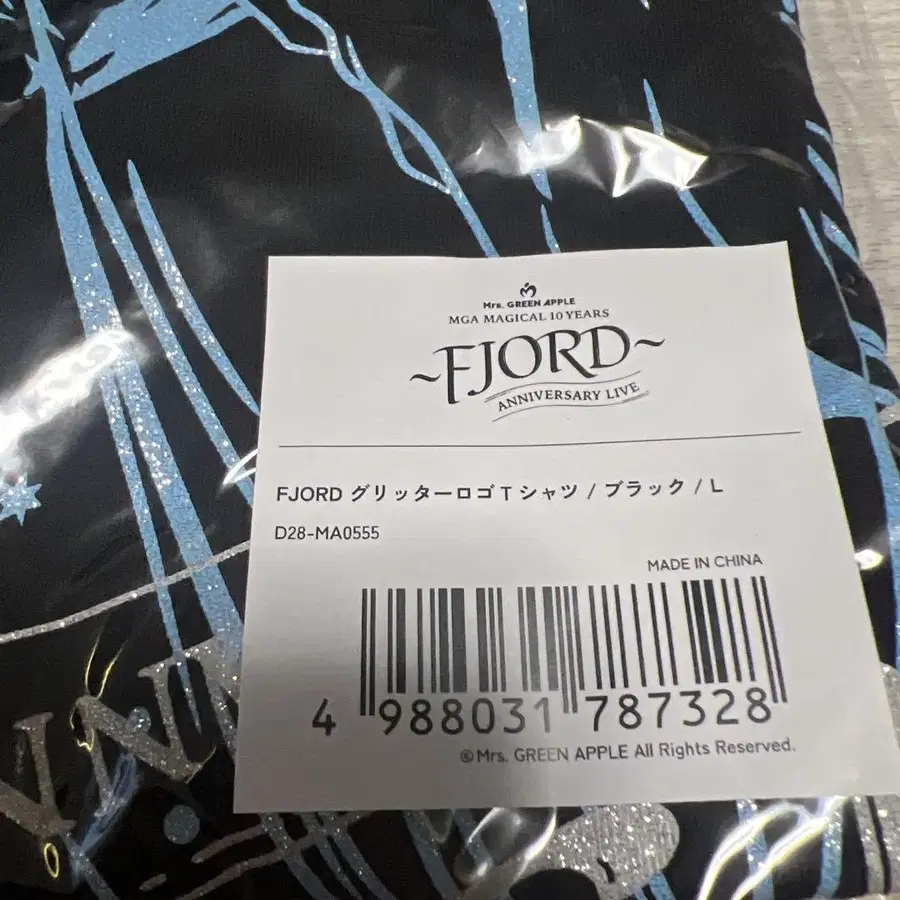 Mrs. GREEN APPLE
MGA MAGICAL 10 YEARS
~FJORD~
ANNIVERSARY LIVE
FJORD グリッターロゴTシャツ / ブラック / L
D28-MA0555
MADE IN CHINA
4 988031 787328
©Mrs. GREEN APPLE All Rights Reserved.